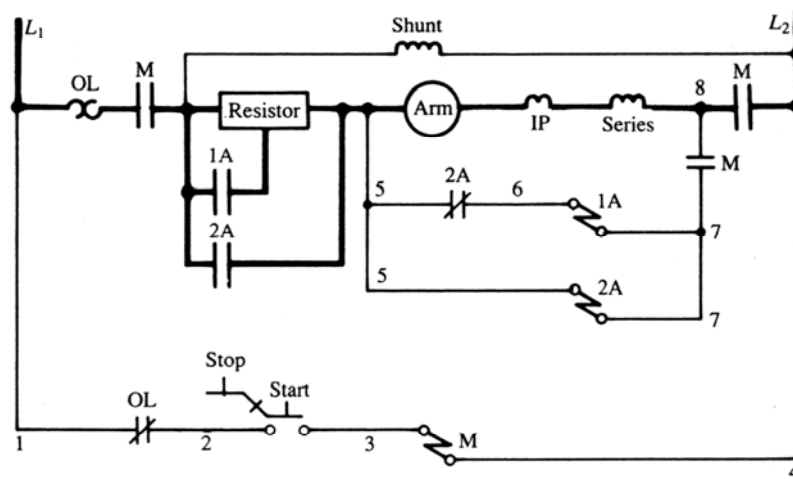 Shunt
L₁
L₂
OL
M
Resistor
Arm
IP
Series
8
M
M
1A
2A
5
2A
6
1A
7
5
2A
7
Stop
Start
OL
1
2
3
M
4